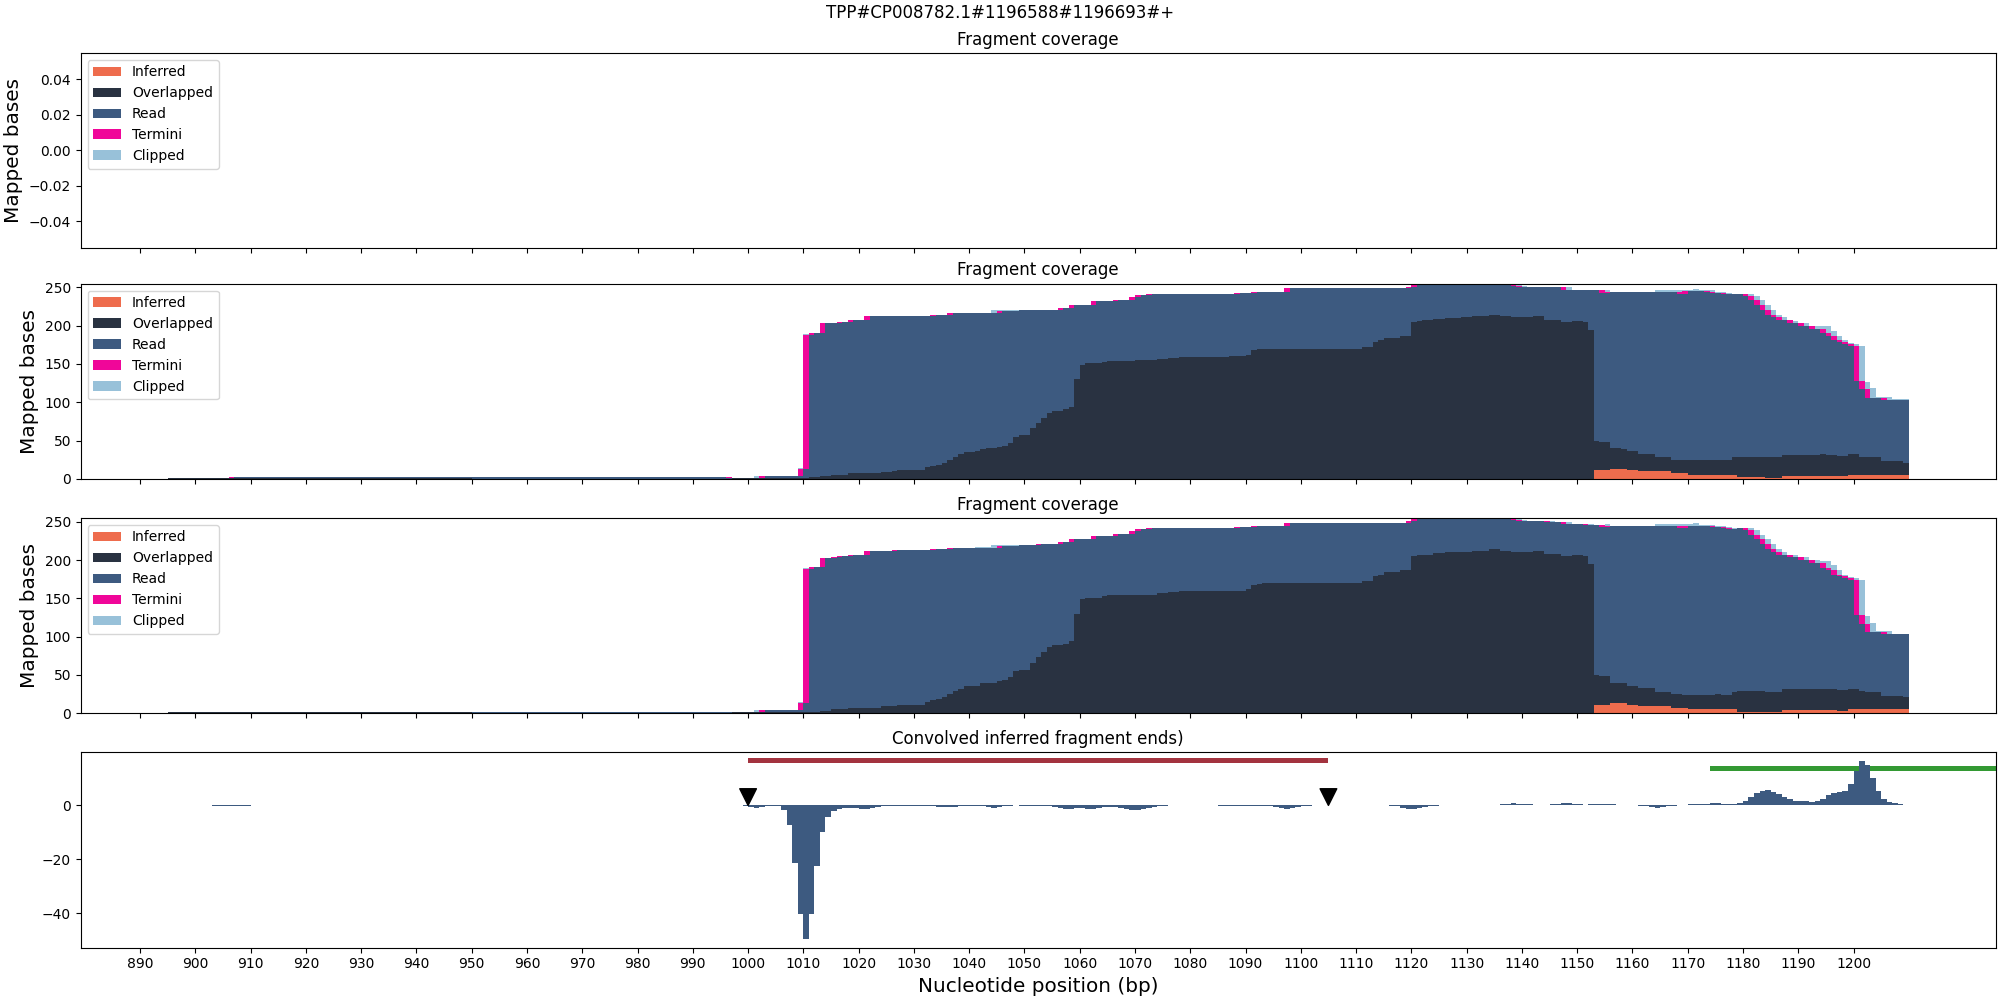 TPP#CP008782.1#1196588#1196693#+
Fragment coverage
Mapped bases
0.04
0.02
0.00
−0.02
−0.04
Inferred
Overlapped
Read
Termini
Clipped
Fragment coverage
Mapped bases
250
200
150
100
50
0
Inferred
Overlapped
Read
Termini
Clipped
Fragment coverage
Mapped bases
250
200
150
100
50
0
Inferred
Overlapped
Read
Termini
Clipped
Convolved inferred fragment ends)
0
−20
−40
890 900 910 920 930 940 950 960 970 980 990 1000 1010 1020 1030 1040 1050 1060 1070 1080 1090 1100 1110 1120 1130 1140 1150 1160 1170 1180 1190 1200
Nucleotide position (bp)